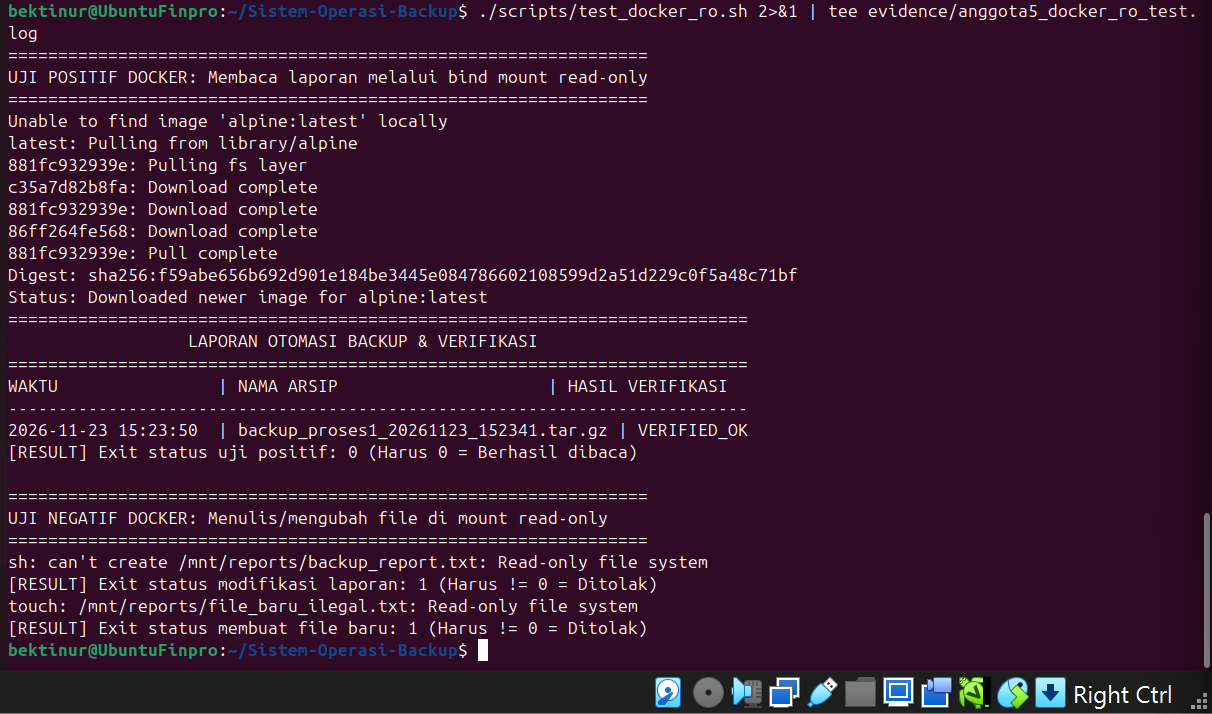 bektinur@UbuntuFinpro:~/Sistem-Operasi-Backup$ ./scripts/test_docker_ro.sh 2>&1 | tee evidence/anggota5_docker_ro_test.
log
================================================================
UJI POSITIF DOCKER: Membaca laporan melalui bind mount read-only
================================================================
Unable to find image 'alpine:latest' locally
latest: Pulling from library/alpine
881fc932939e: Pulling fs layer
c35a7d82b8fa: Download complete
881fc932939e: Download complete
86ff264fe568: Download complete
881fc932939e: Pull complete
Digest: sha256:f59abe656b692d901e184be3445e084786602108599d2a51d229c0f5a48c71bf
Status: Downloaded newer image for alpine:latest
==========================================================================
                  LAPORAN OTOMASI BACKUP & VERIFIKASI
==========================================================================
WAKTU                | NAMA ARSIP                     | HASIL VERIFIKASI
--------------------------------------------------------------------------
2026-11-23 15:23:50  | backup_proses1_20261123_152341.tar.gz | VERIFIED_OK
[RESULT] Exit status uji positif: 0 (Harus 0 = Berhasil dibaca)

================================================================
UJI NEGATIF DOCKER: Menulis/mengubah file di mount read-only
================================================================
sh: can't create /mnt/reports/backup_report.txt: Read-only file system
[RESULT] Exit status modifikasi laporan: 1 (Harus != 0 = Ditolak)
touch: /mnt/reports/file_baru_ilegal.txt: Read-only file system
[RESULT] Exit status membuat file baru: 1 (Harus != 0 = Ditolak)
bektinur@UbuntuFinpro:~/Sistem-Operasi-Backup$
Right Ctrl